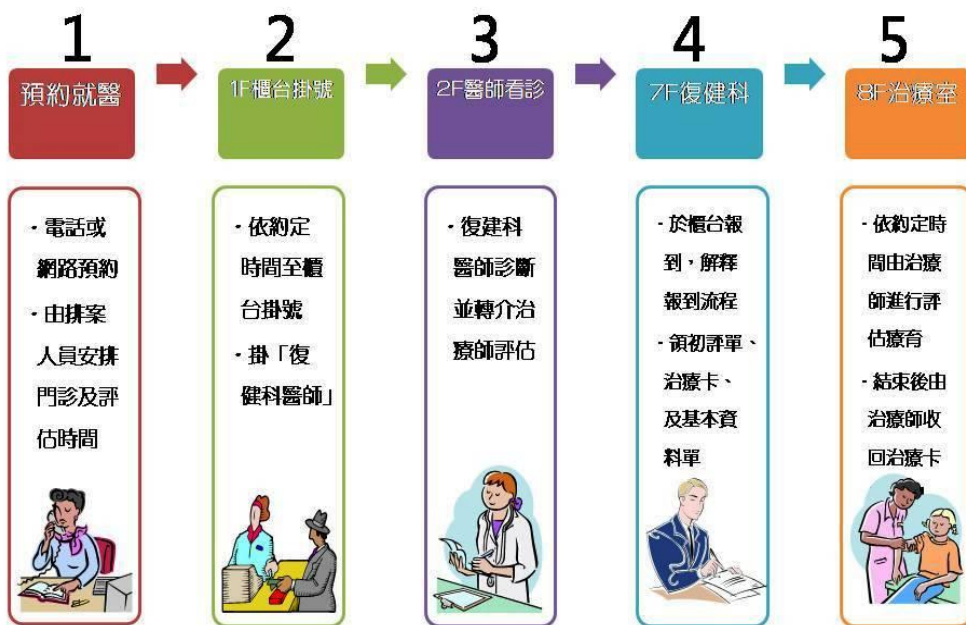 1
預約就醫
2
1F櫃台掛號
3
2F醫師看診
4
7F復健科
5
8F治療室
·電話或
網路預約
·由排案
人員安排
門診及評
估時間
·依約定
時間至櫃
台掛號
·掛「復
健科醫師」
·復建科
醫師診斷
並轉介治
療師評估
·於櫃台報
到，解釋
報到流程
·領初評單、
治療卡、
及基本資
料單
·依約定時
間由治療
師進行評
估療育
·結束後由
治療師收
回治療卡